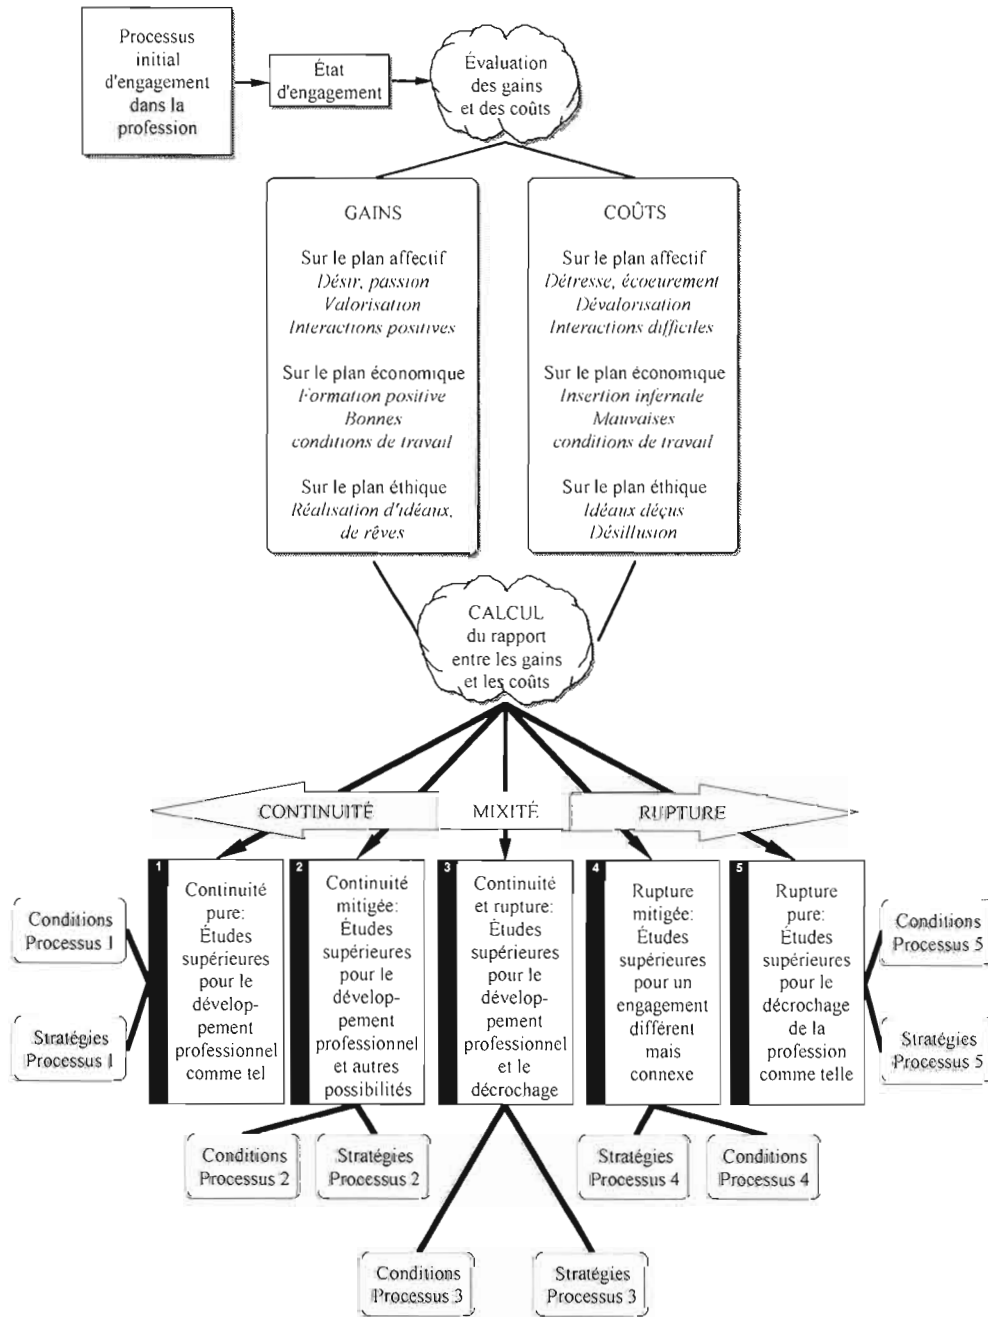 Processus
initial
d'engagement
dans la
profession
État
d'engagement
Évaluation
des gains
et des coûts
GAINS
Sur le plan affectif
Désir, passion
Valorisation
Interactions positives
Sur le plan économique
Formation positive
Bonnes
conditions de travail
Sur le plan éthique
Réalisation d'idéaux,
de rêves
COÛTS
Sur le plan affectif
Détresse, écoeurement
Dévalorisation
Interactions difficiles
Sur le plan économique
Insertion infernale
Mauvaises
conditions de travail
Sur le plan éthique
Idéaux déçus
Désillusion
CALCUL
du rapport
entre les gains
et les coûts
CONTINUITÉ
MIXITÉ
RUPTURE
1
Continuité
pure:
Études
supérieures
pour le
dévelop-
pement
professionnel
comme tel
2
Continuité
mitigée:
Études
supérieures
pour le
dévelop-
pement
professionnel
et autres
possibilités
3
Continuité
et rupture:
Études
supérieures
pour le
dévelop-
pement
professionnel
et le
décrochage
4
Rupture
mitigée:
Études
supérieures
pour un
engagement
différent
mais
connexe
5
Rupture
pure:
Études
supérieures
pour le
décrochage
de la
profession
comme telle
Conditions
Processus 1
Stratégies
Processus 1
Conditions
Processus 5
Stratégies
Processus 5
Conditions
Processus 2
Stratégies
Processus 2
Stratégies
Processus 4
Conditions
Processus 4
Conditions
Processus 3
Stratégies
Processus 3